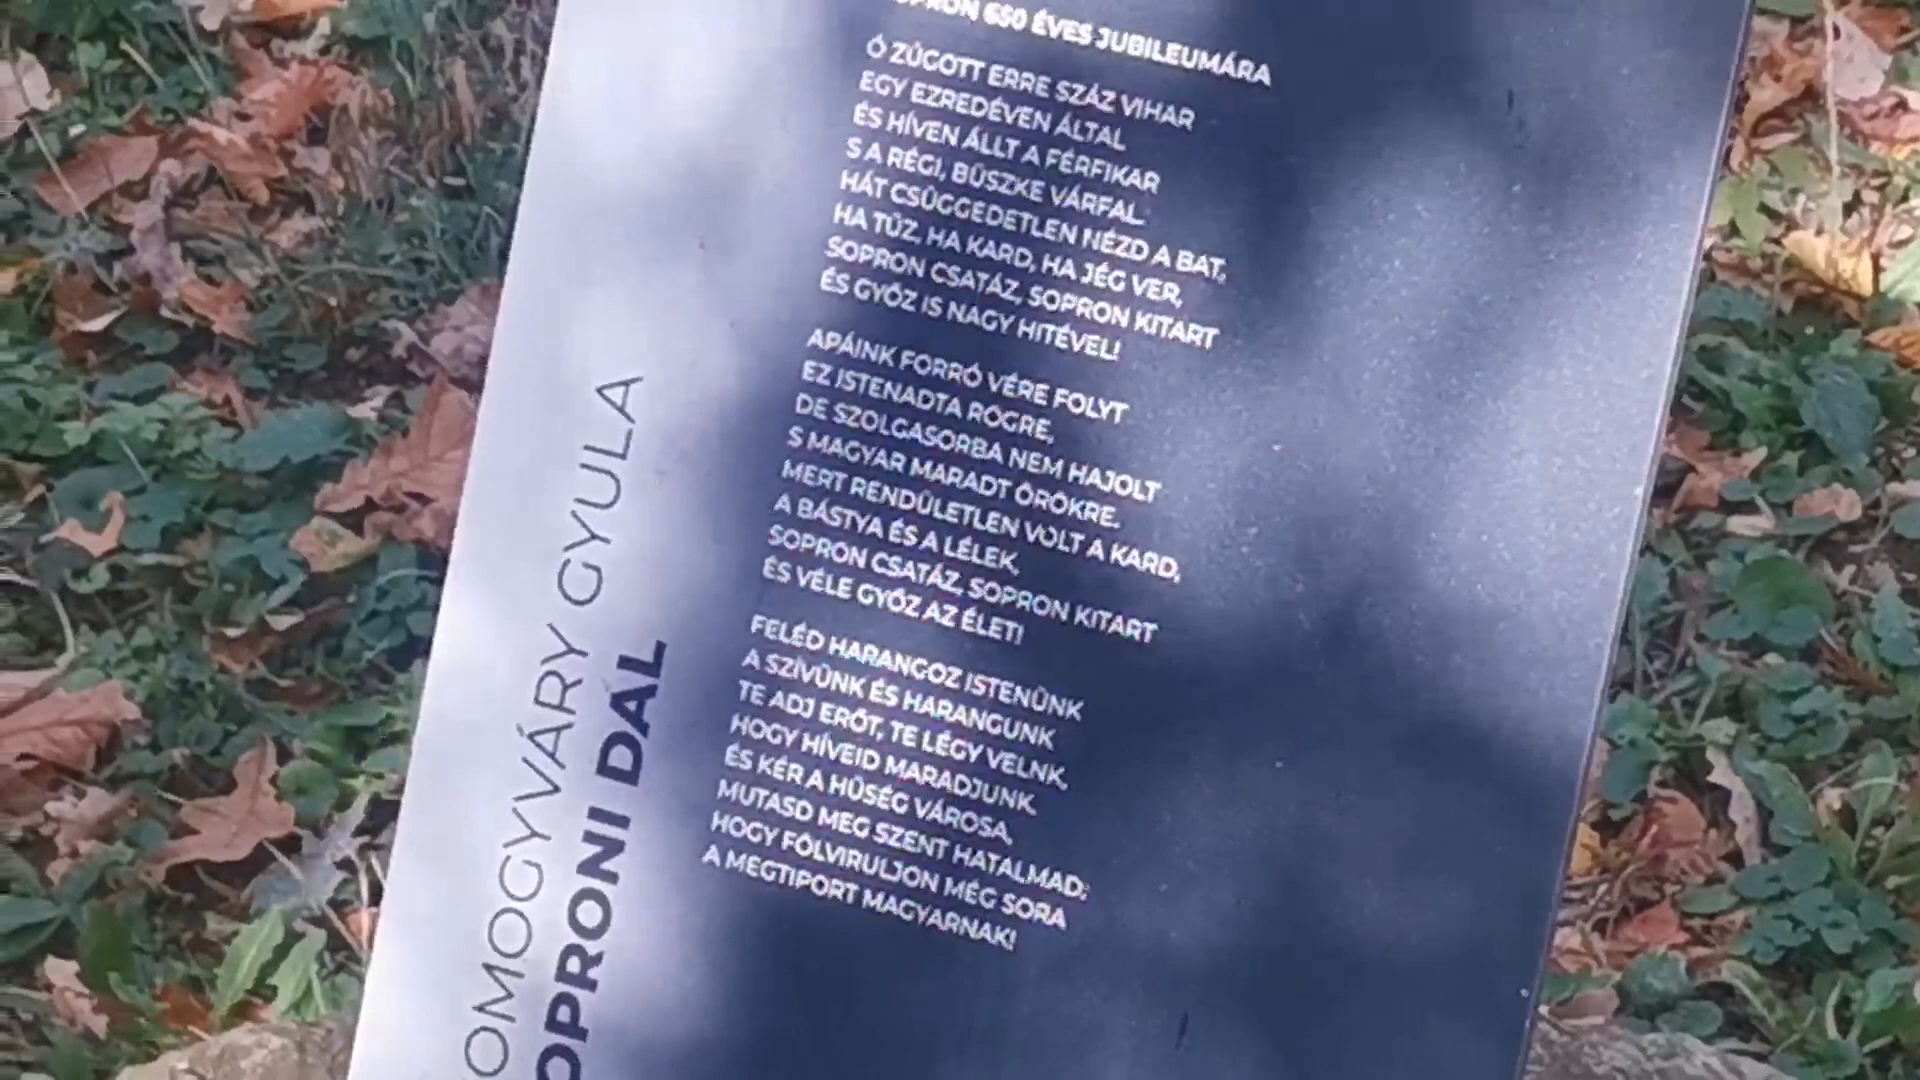 OPRON 650 ÉVES JUBILEUMÁRA
Ó ZÚGOTT ERRE SZÁZ VIHAR
EGY EZREDÉVEN ÁLTAL
ÉS HÍVEN ÁLLT A FÉRFIKAR
S A RÉGI, BÜSZKE VÁRFAL.
HÁT CSÜGGEDETLEN NÉZD A BAT,
HA TŰZ, HA KARD, HA JÉG VER,
SOPRON CSATÁZ, SOPRON KITART
ÉS GYŐZ IS NAGY HITÉVEL!
APÁINK FORRÓ VÉRE FOLYT
EZ ISTENADTA RÖGRE,
DE SZOLGASORBA NEM HAJOLT
S MAGYAR MARADT ÖRÖKRE.
MERT RENDÜLETLEN VOLT A KARD,
A BÁSTYA ÉS A LÉLEK,
SOPRON CSATÁZ, SOPRON KITART
ÉS VÉLE GYŐZ AZ ÉLET!
FELÉD HARANGOZ ISTENÜNK
A SZÍVÜNK ÉS HARANGUNK
TE ADJ ERŐT, TE LÉGY VELNK,
HOGY HÍVEID MARADJUNK.
ÉS KÉR A HŰSÉG VÁROSA,
MUTASD MEG SZENT HATALMAD;
HOGY FÖLVIRULJON MÉG SORA
A MEGTIPORT MAGYARNAK!
OMOGYVÁRY GYULA
OPRONI DAL